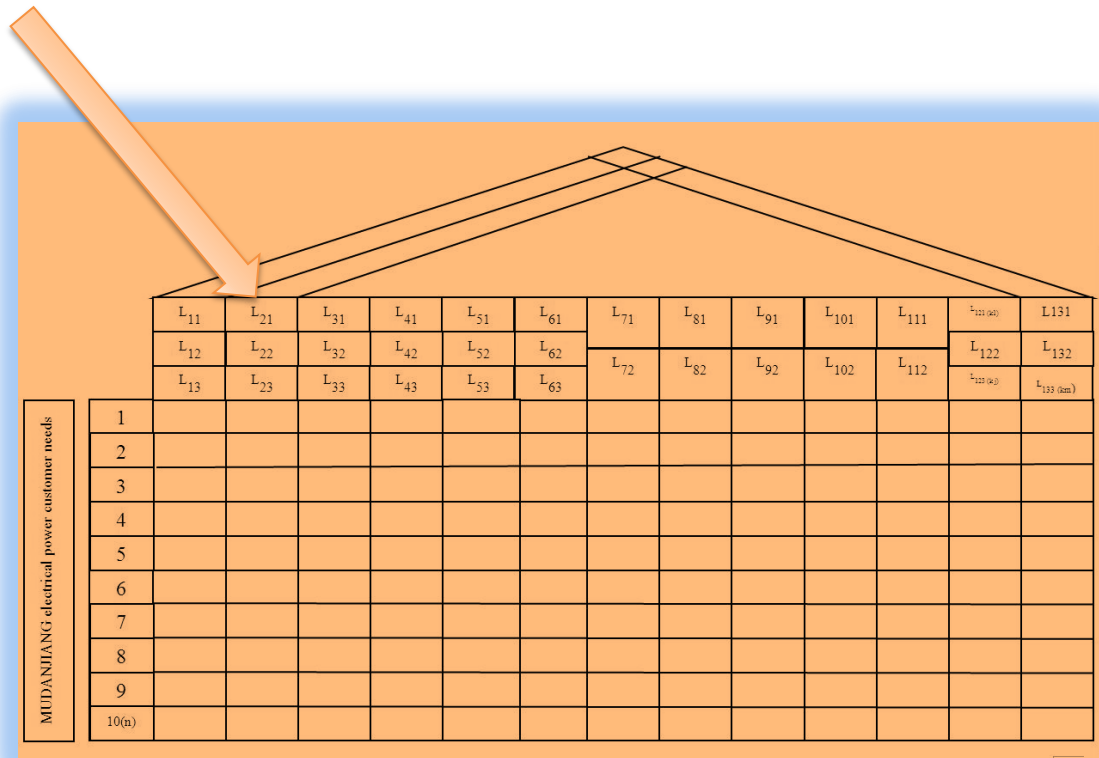 L11 L21 L31 L41 L51 L61 L71 L81 L91 L101 L111 L131
L12 L22 L32 L42 L52 L62 L122 L132
L72 L82 L92 L102 L112
L13 L23 L33 L43 L53 L63 L133 (km)
MUDANJIANG electrical power customer needs
1
2
3
4
5
6
7
8
9
10(n)